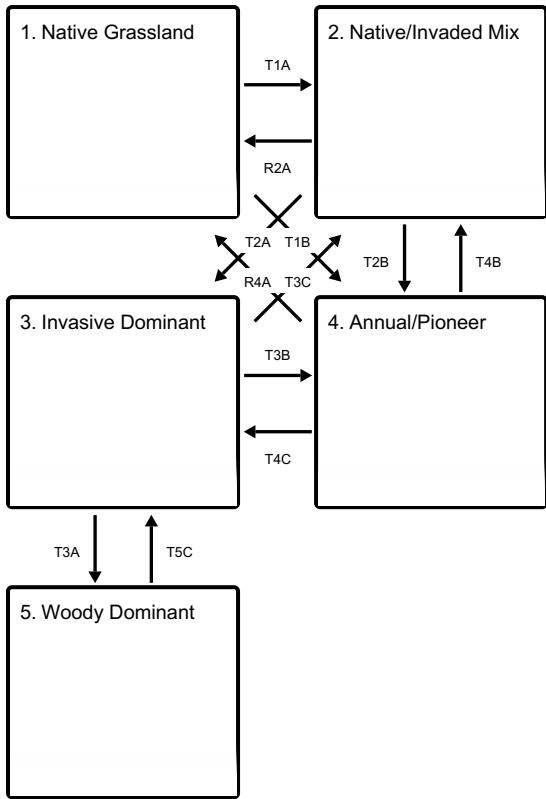 1. Native Grassland
2. Native/Invaded Mix
T1A
R2A
T2A
T1B
R4A
T3C
T2B
T4B
3. Invasive Dominant
4. Annual/Pioneer
T3B
T4C
T3A
T5C
5. Woody Dominant